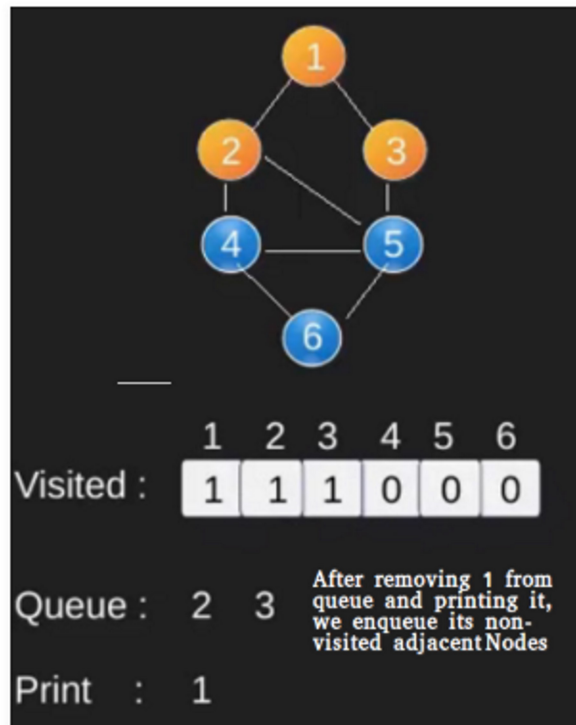 1
2 3
4 5
6
1 2 3 4 5 6
Visited : 1 1 1 0 0 0
After removing 1 from
queue and printing it,
we enqueue its non-
visited adjacent Nodes
Queue : 2 3
Print : 1